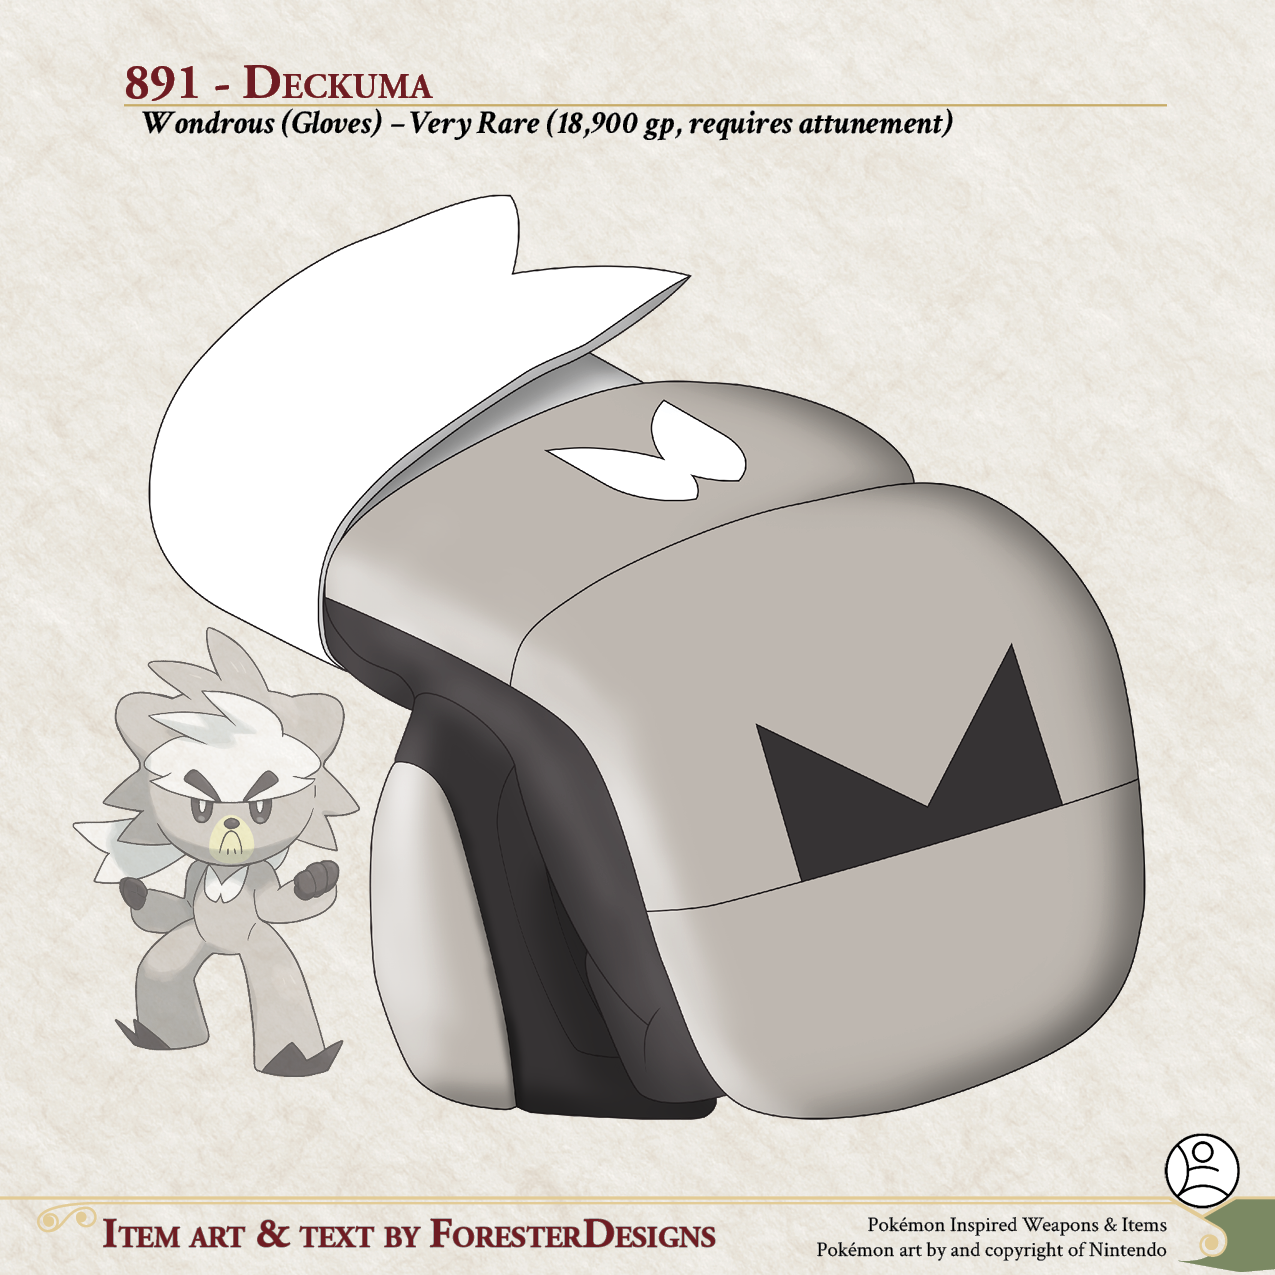 891 - Deckuma
Wondrous (Gloves) – Very Rare (18,900 gp, requires attunement)
Item art & text by ForesterDesigns
Pokémon Inspired Weapons & Items
Pokémon art by and copyright of Nintendo